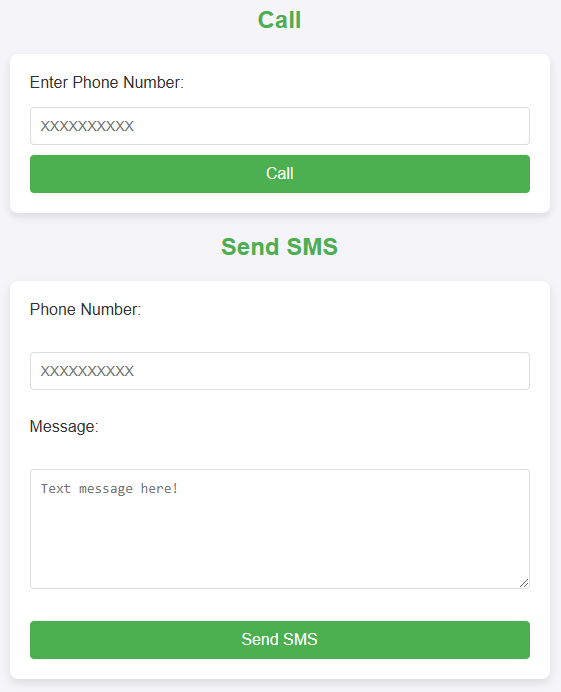 Call
Enter Phone Number:
XXXXXXXXXX
Call
Send SMS
Phone Number:
XXXXXXXXXX
Message:
Text message here!
Send SMS